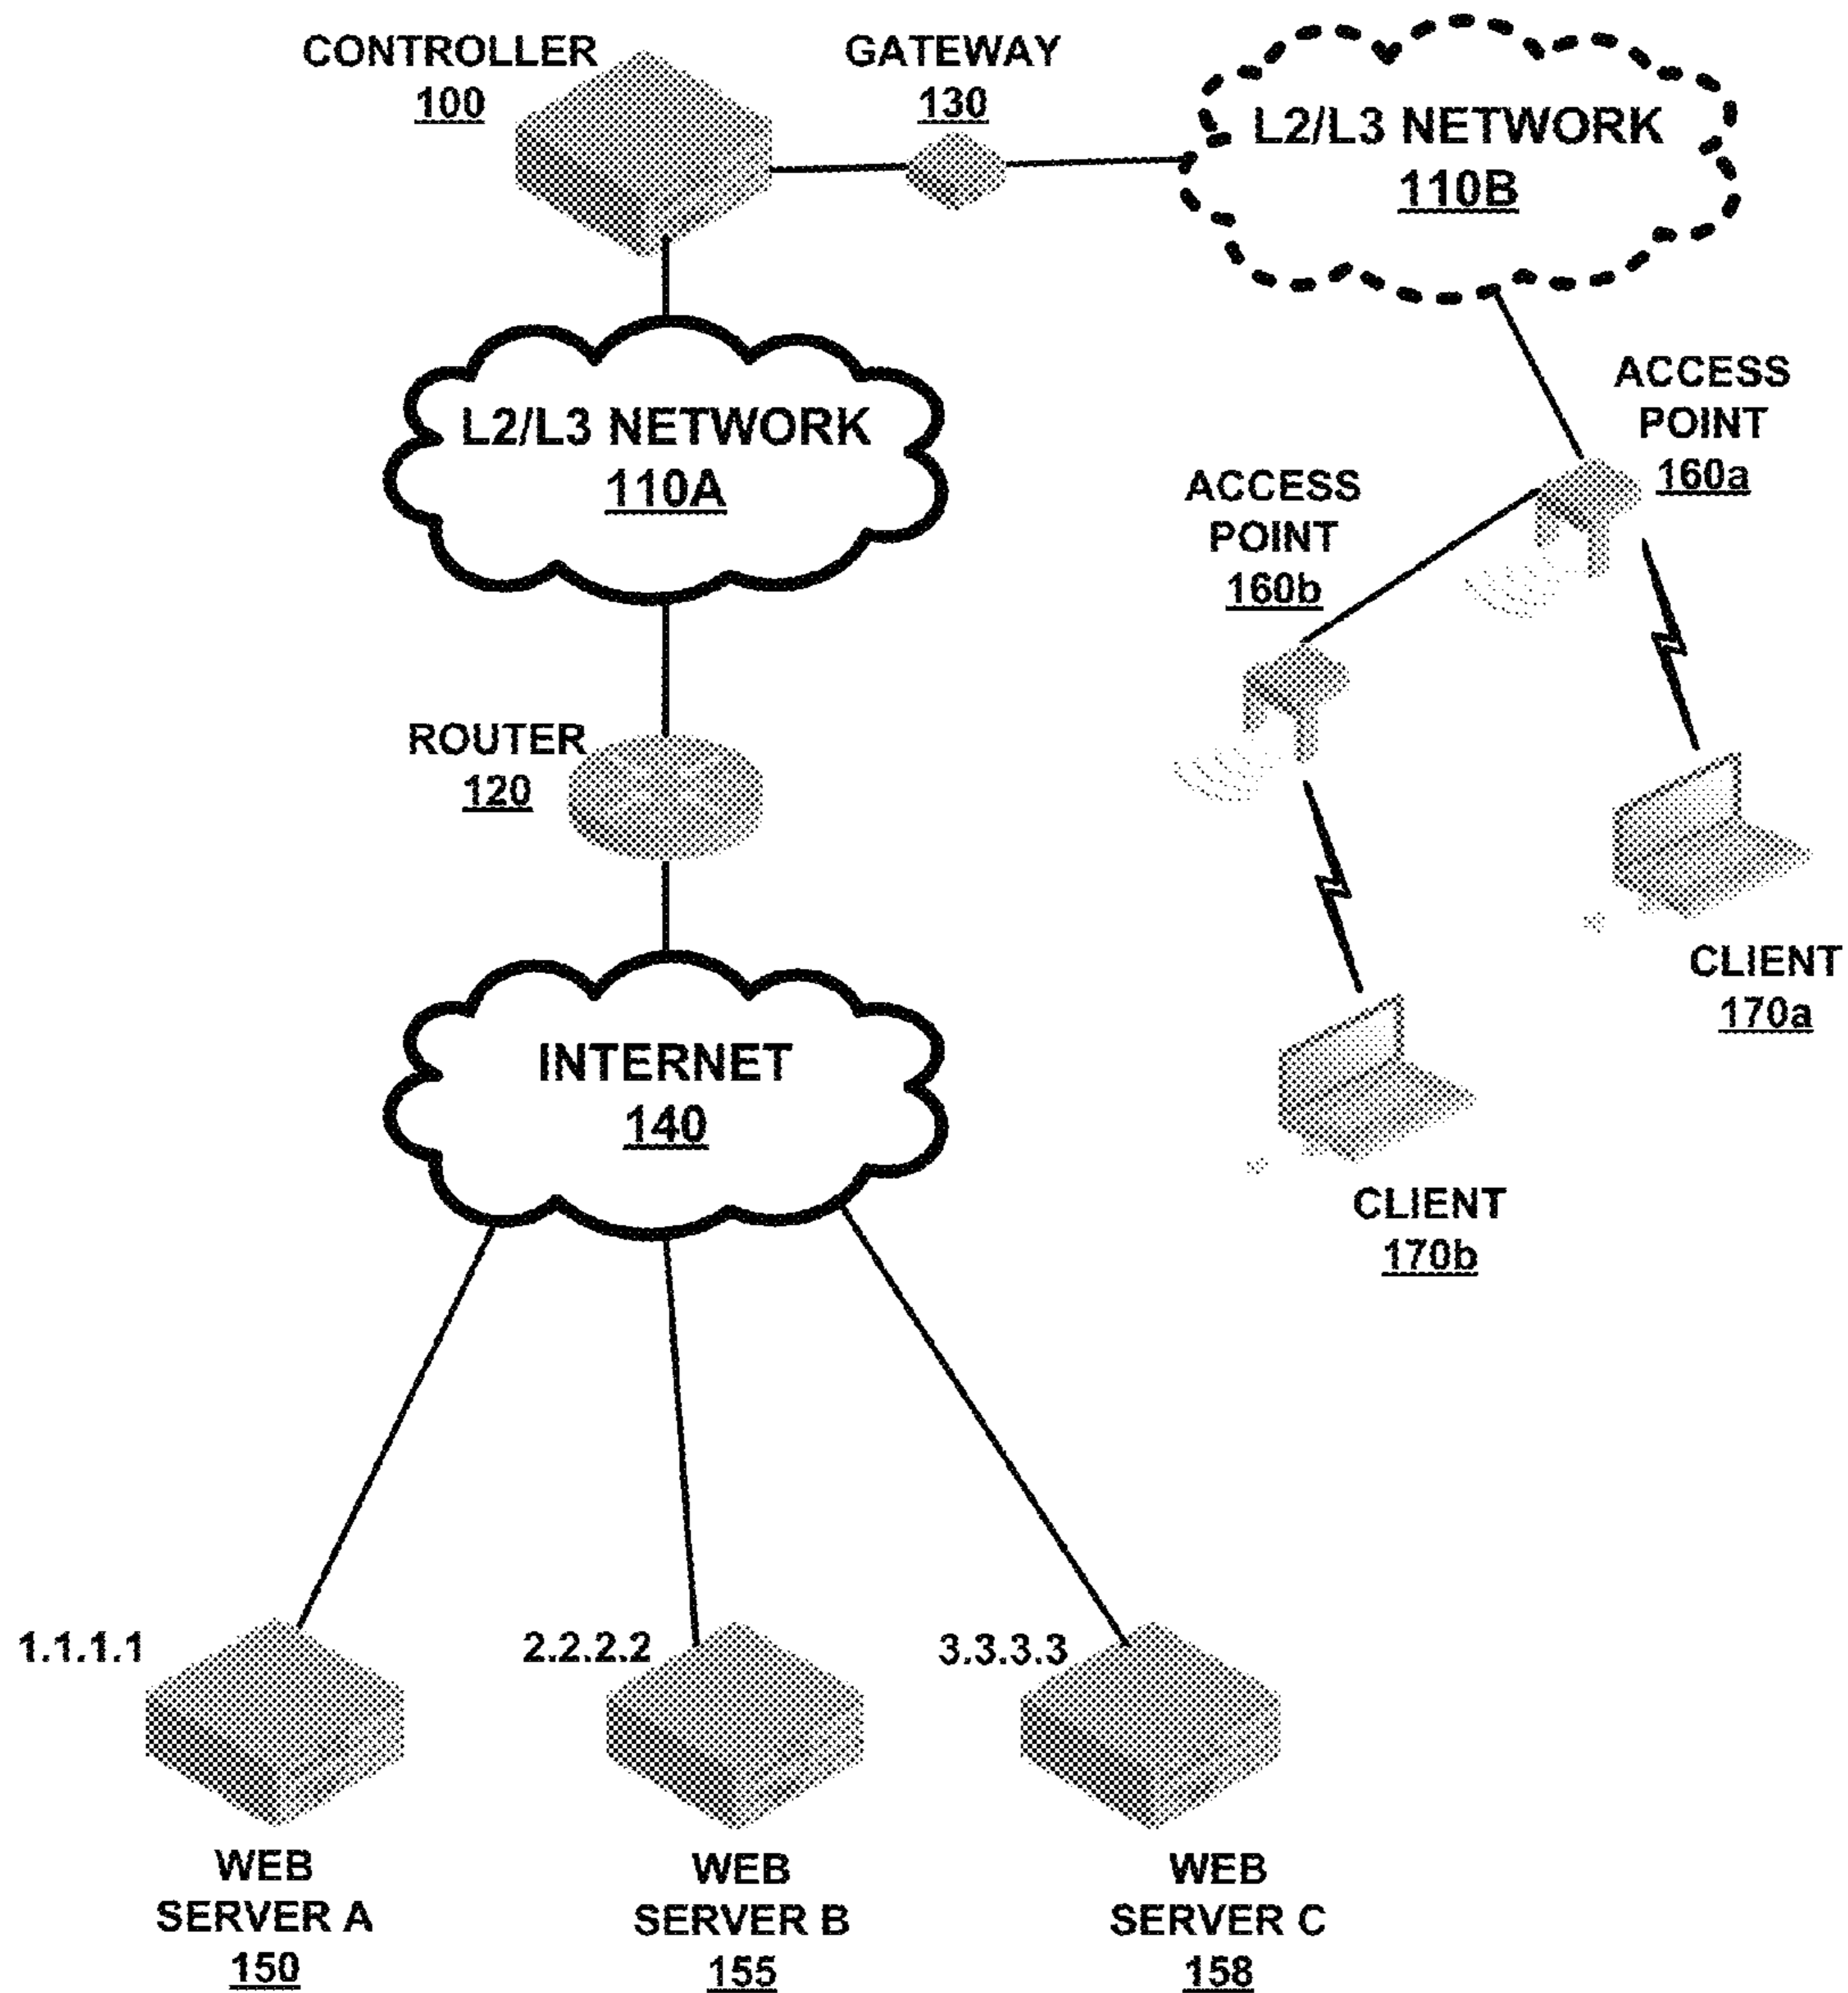 CONTROLLER
100
GATEWAY
130
L2/L3 NETWORK
110B
L2/L3 NETWORK
110A
ACCESS
POINT
160a
ACCESS
POINT
160b
ROUTER
120
CLIENT
170a
INTERNET
140
CLIENT
170b
1.1.1.1
2.2.2.2
3.3.3.3
WEB
SERVER A
150
WEB
SERVER B
155
WEB
SERVER C
158